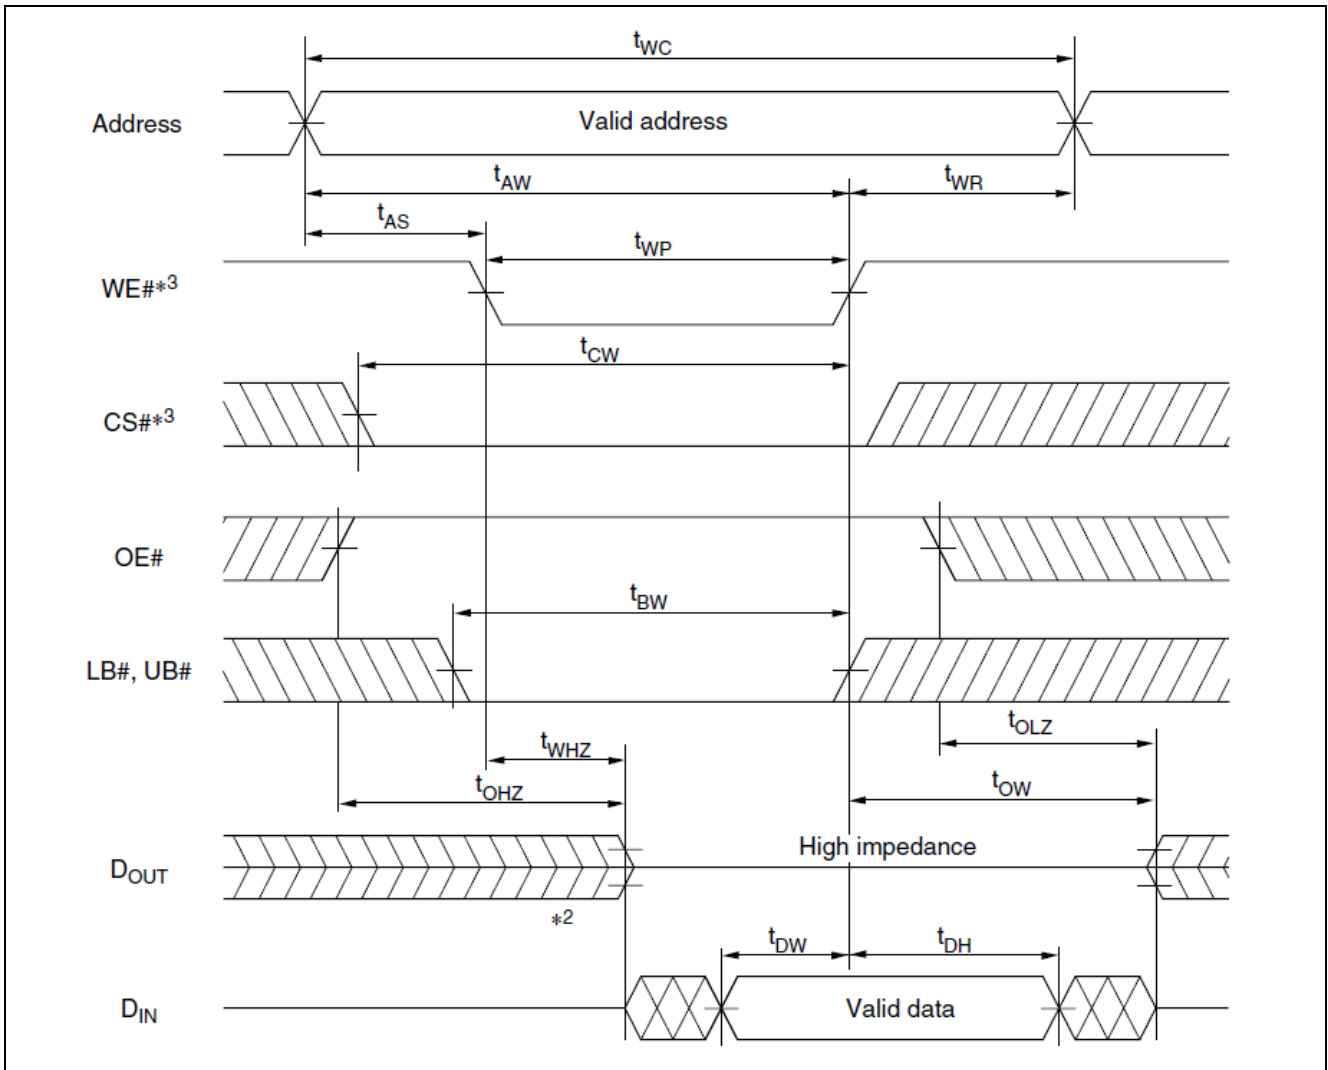 tWC
Address
Valid address
tAW
tWR
tAS
tWP
WE#*3
tCW
CS#*3
OE#
tBW
LB#, UB#
tOLZ
tWHZ
tOHZ
tOW
High impedance
DOUT
*2
tDW
tDH
DIN
Valid data